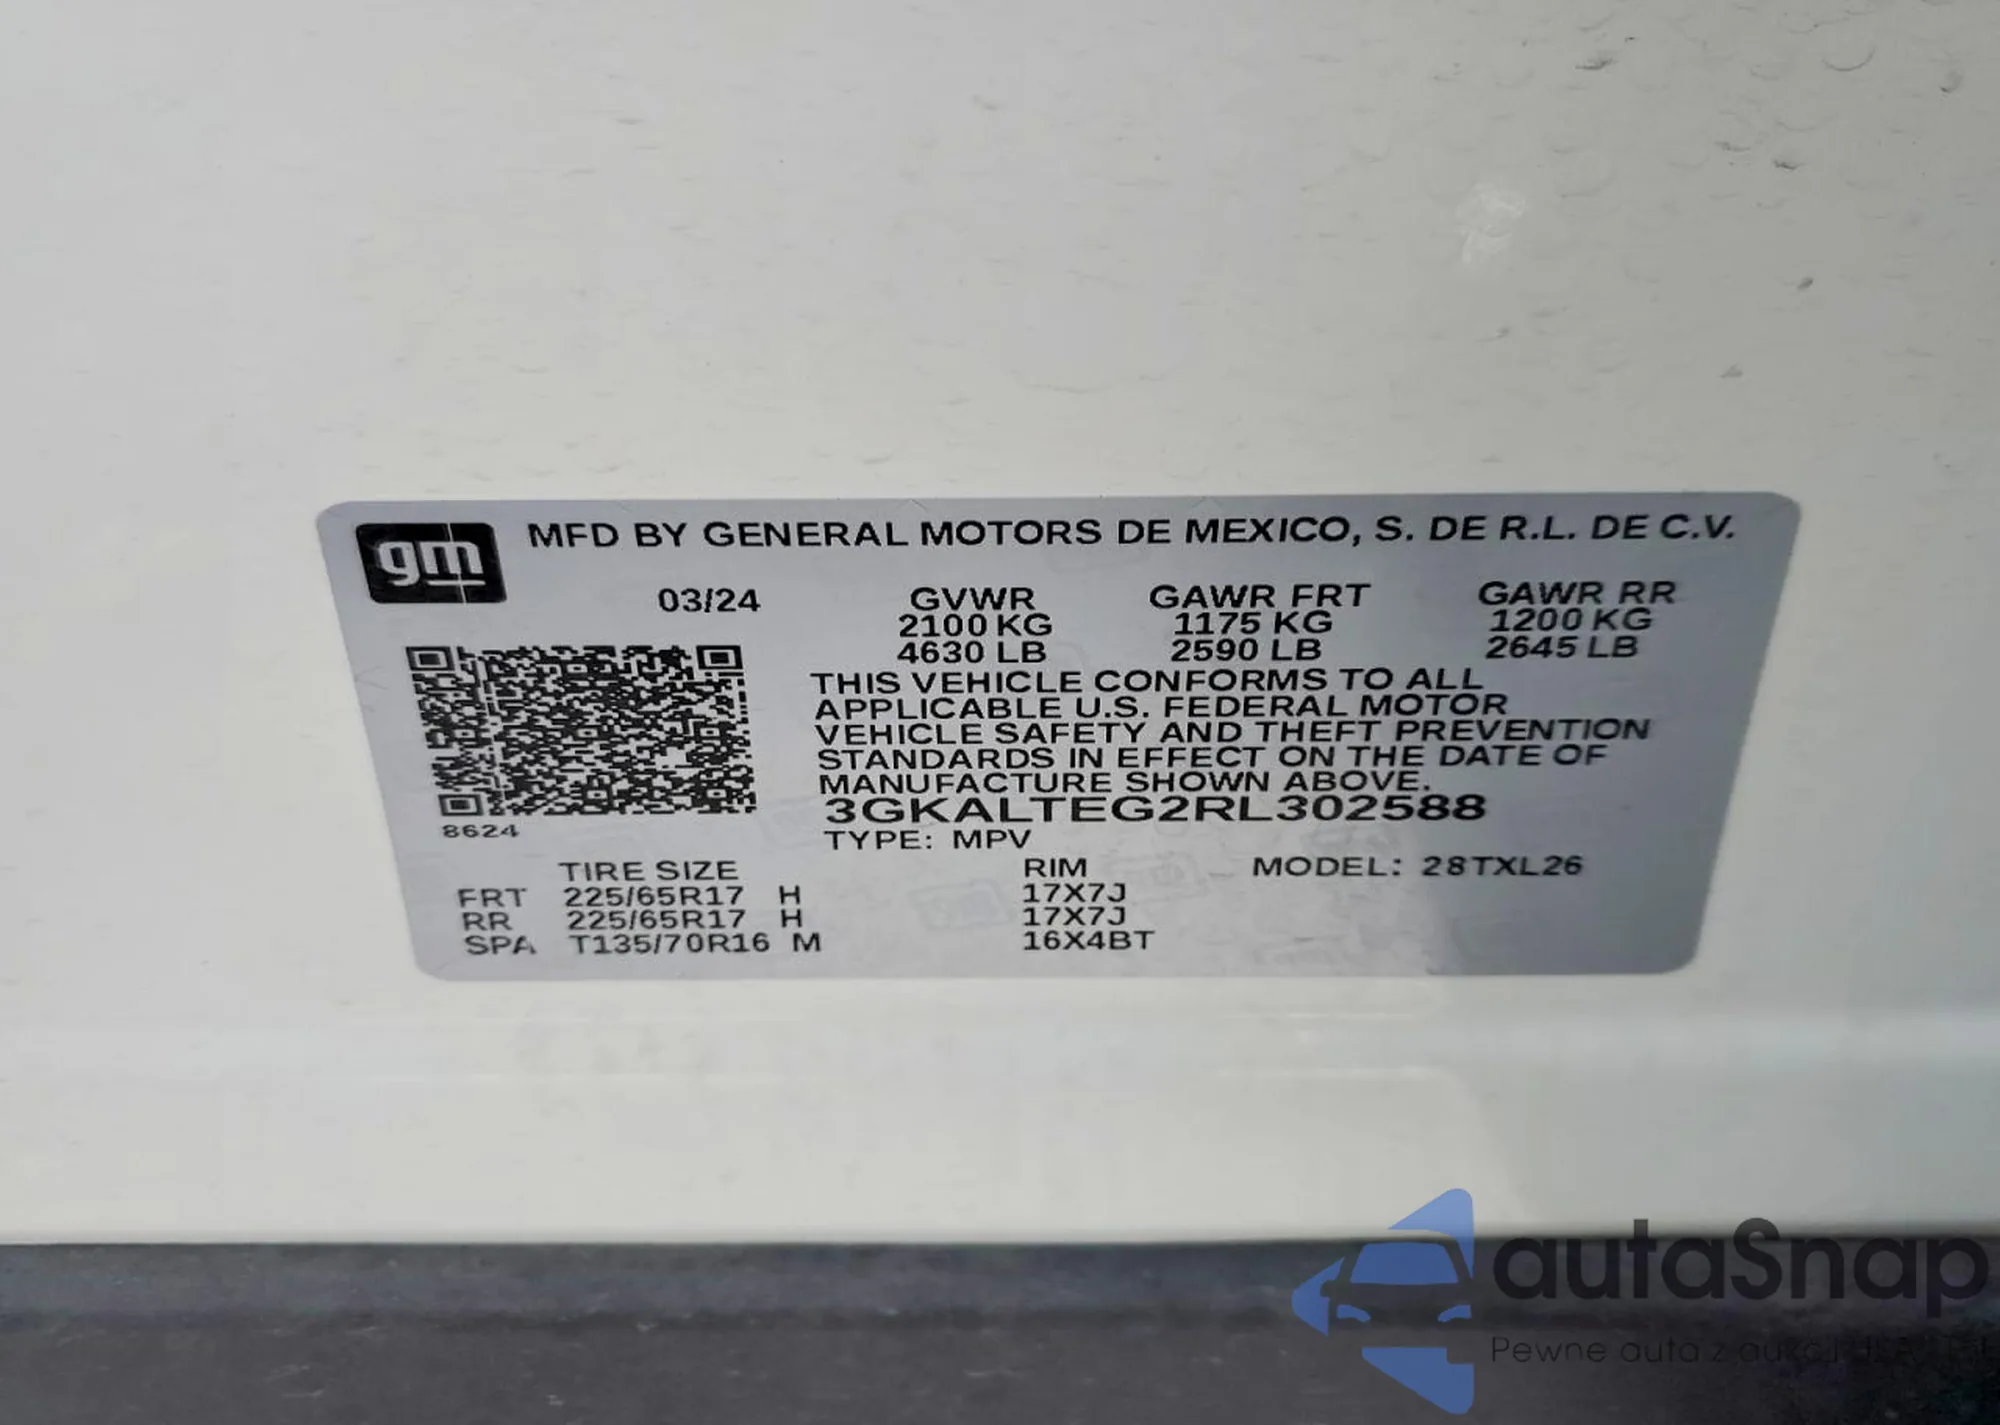 gm
MFD BY GENERAL MOTORS DE MEXICO, S. DE R.L. DE C.V.
03/24 GVWR GAWR FRT GAWR RR
2100 KG 1175 KG 1200 KG
4630 LB 2590 LB 2645 LB
THIS VEHICLE CONFORMS TO ALL
APPLICABLE U.S. FEDERAL MOTOR
VEHICLE SAFETY AND THEFT PREVENTION
STANDARDS IN EFFECT ON THE DATE OF
MANUFACTURE SHOWN ABOVE.
3GKALTEG2RL302588
8624
TYPE: MPV
TIRE SIZE RIM MODEL: 28TXL26
FRT 225/65R17 H 17X7J
RR 225/65R17 H 17X7J
SPA T135/70R16 M 16X4BT
autaSnap
Pewne auta z aukcji